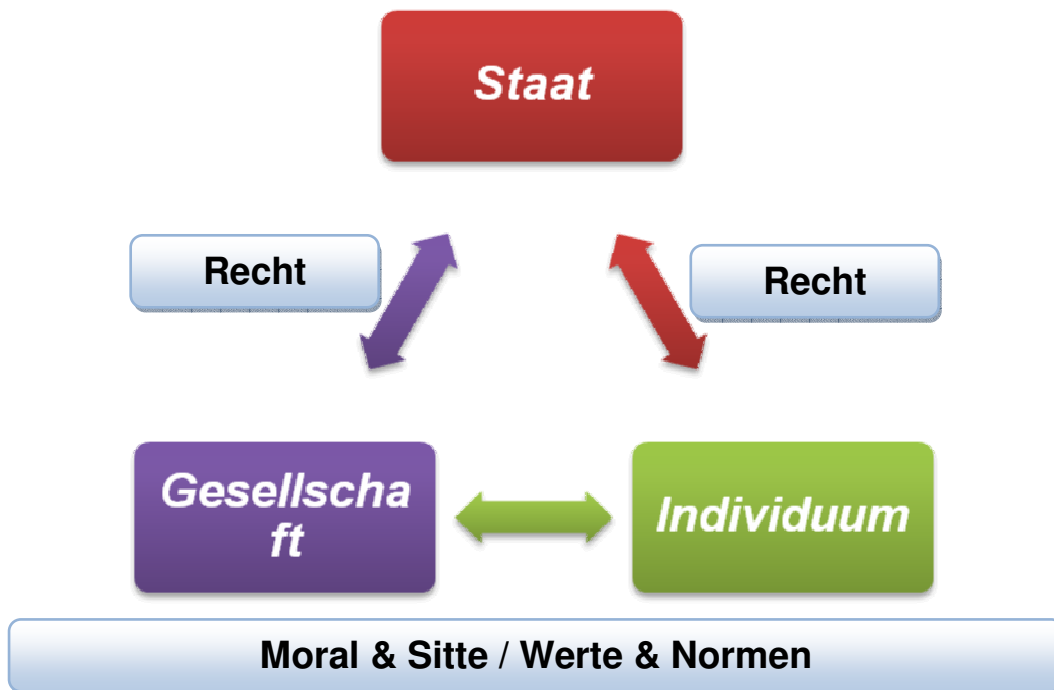 Staat
Recht
Recht
Gesellscha
ft
Individuum
Moral & Sitte / Werte & Normen